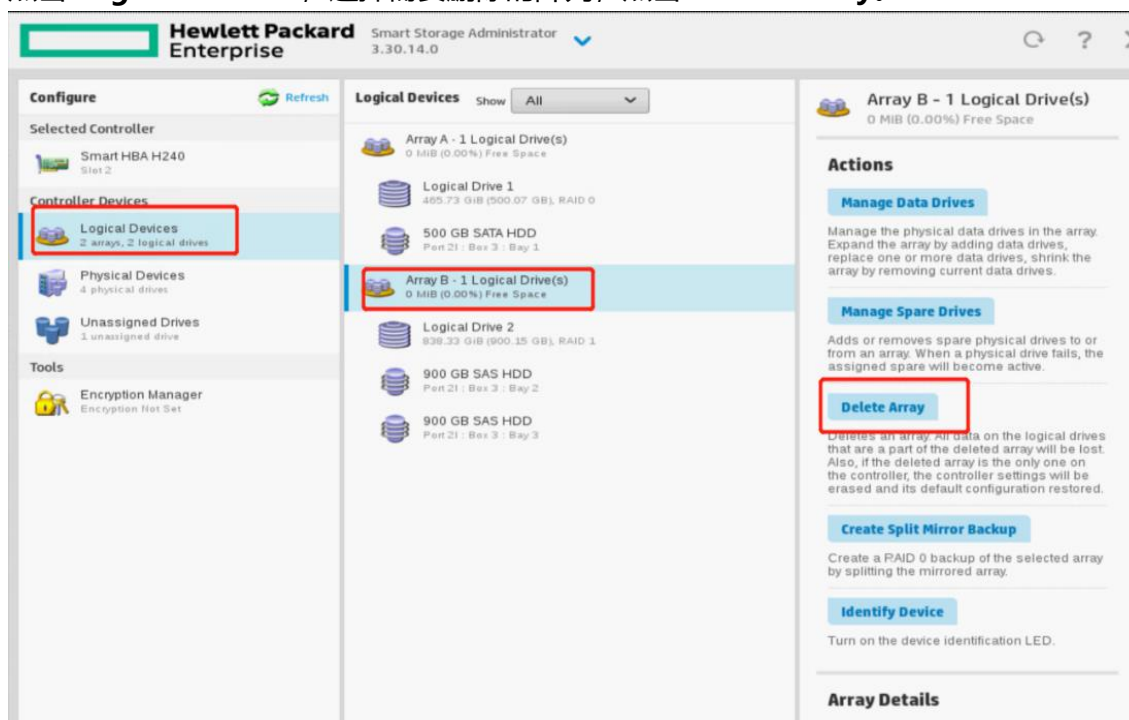 Hewlett Packard
Enterprise
Smart Storage Administrator
3.30.14.0
?
Configure
Refresh
Selected Controller
Smart HBA H240
Slot 2
Controller Devices
Logical Devices
2 arrays, 2 logical drives
Physical Devices
4 physical drives
Unassigned Drives
1 unassigned drive
Tools
Encryption Manager
Encryption Not Set
Logical Devices Show All
Array A - 1 Logical Drive(s)
0 MiB (0.00%) Free Space
Logical Drive 1
465.73 GiB (500.07 GB), RAID 0
500 GB SATA HDD
Port 2I : Box 3 : Bay 1
Array B - 1 Logical Drive(s)
0 MiB (0.00%) Free Space
Logical Drive 2
838.33 GiB (900.15 GB), RAID 1
900 GB SAS HDD
Port 2I : Box 3 : Bay 2
900 GB SAS HDD
Port 2I : Box 3 : Bay 3
Array B - 1 Logical Drive(s)
0 MiB (0.00%) Free Space
Actions
Manage Data Drives
Manage the physical data drives in the array.
Expand the array by adding data drives,
replace one or more data drives, shrink the
array by removing current data drives.
Manage Spare Drives
Adds or removes spare physical drives to or
from an array. When a physical drive fails, the
assigned spare will become active.
Delete Array
Deletes an array. All data on the logical drives
that are a part of the deleted array will be lost.
Also, if the deleted array is the only one on
the controller, the controller settings will be
erased and its default configuration restored.
Create Split Mirror Backup
Create a RAID 0 backup of the selected array
by splitting the mirrored array.
Identify Device
Turn on the device identification LED.
Array Details